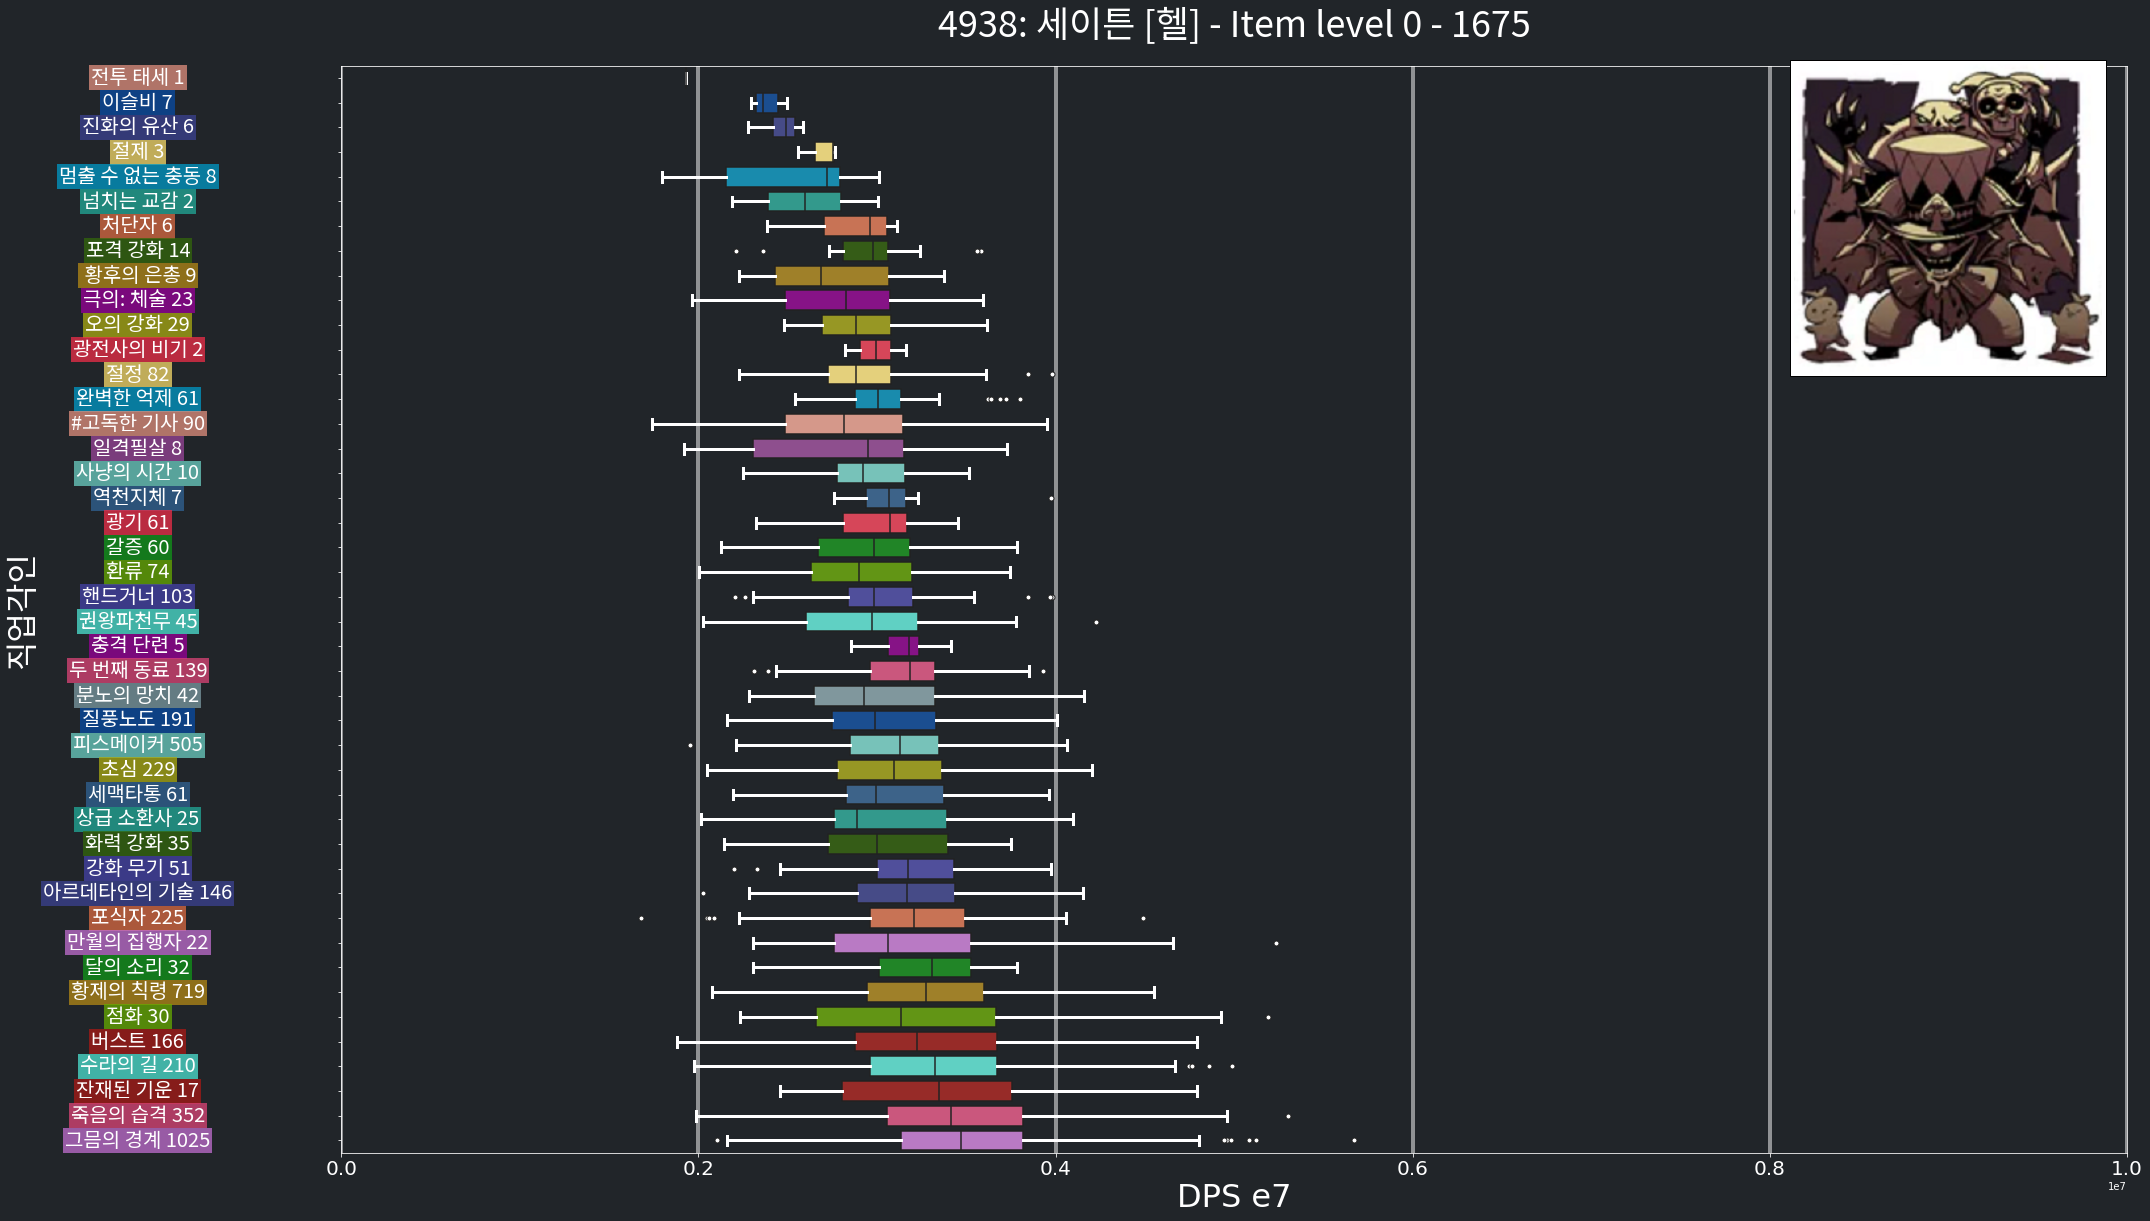 4938: 세이튼 [헬] - Item level 0 - 1675
전투 태세 1
이슬비 7
진화의 유산 6
절제 3
멈출 수 없는 충동 8
넘치는 교감 2
처단자 6
포격 강화 14
황후의 은총 9
극의: 체술 23
오의 강화 29
광전사의 비기 2
절정 82
완벽한 억제 61
#고독한 기사 90
일격필살 8
사냥의 시간 10
역천지체 7
광기 61
갈증 60
환류 74
핸드거너 103
권왕파천무 45
충격 단련 5
두 번째 동료 139
분노의 망치 42
질풍노도 191
피스메이커 505
초심 229
세맥타통 61
상급 소환사 25
화력 강화 35
강화 무기 51
아르데타인의 기술 146
포식자 225
만월의 집행자 22
달의 소리 32
황제의 칙령 719
점화 30
버스트 166
수라의 길 210
잔재된 기운 17
죽음의 습격 352
그믐의 경계 1025
직업각인
0.0 0.2 0.4 0.6 0.8 1.0
1e7
DPS e7